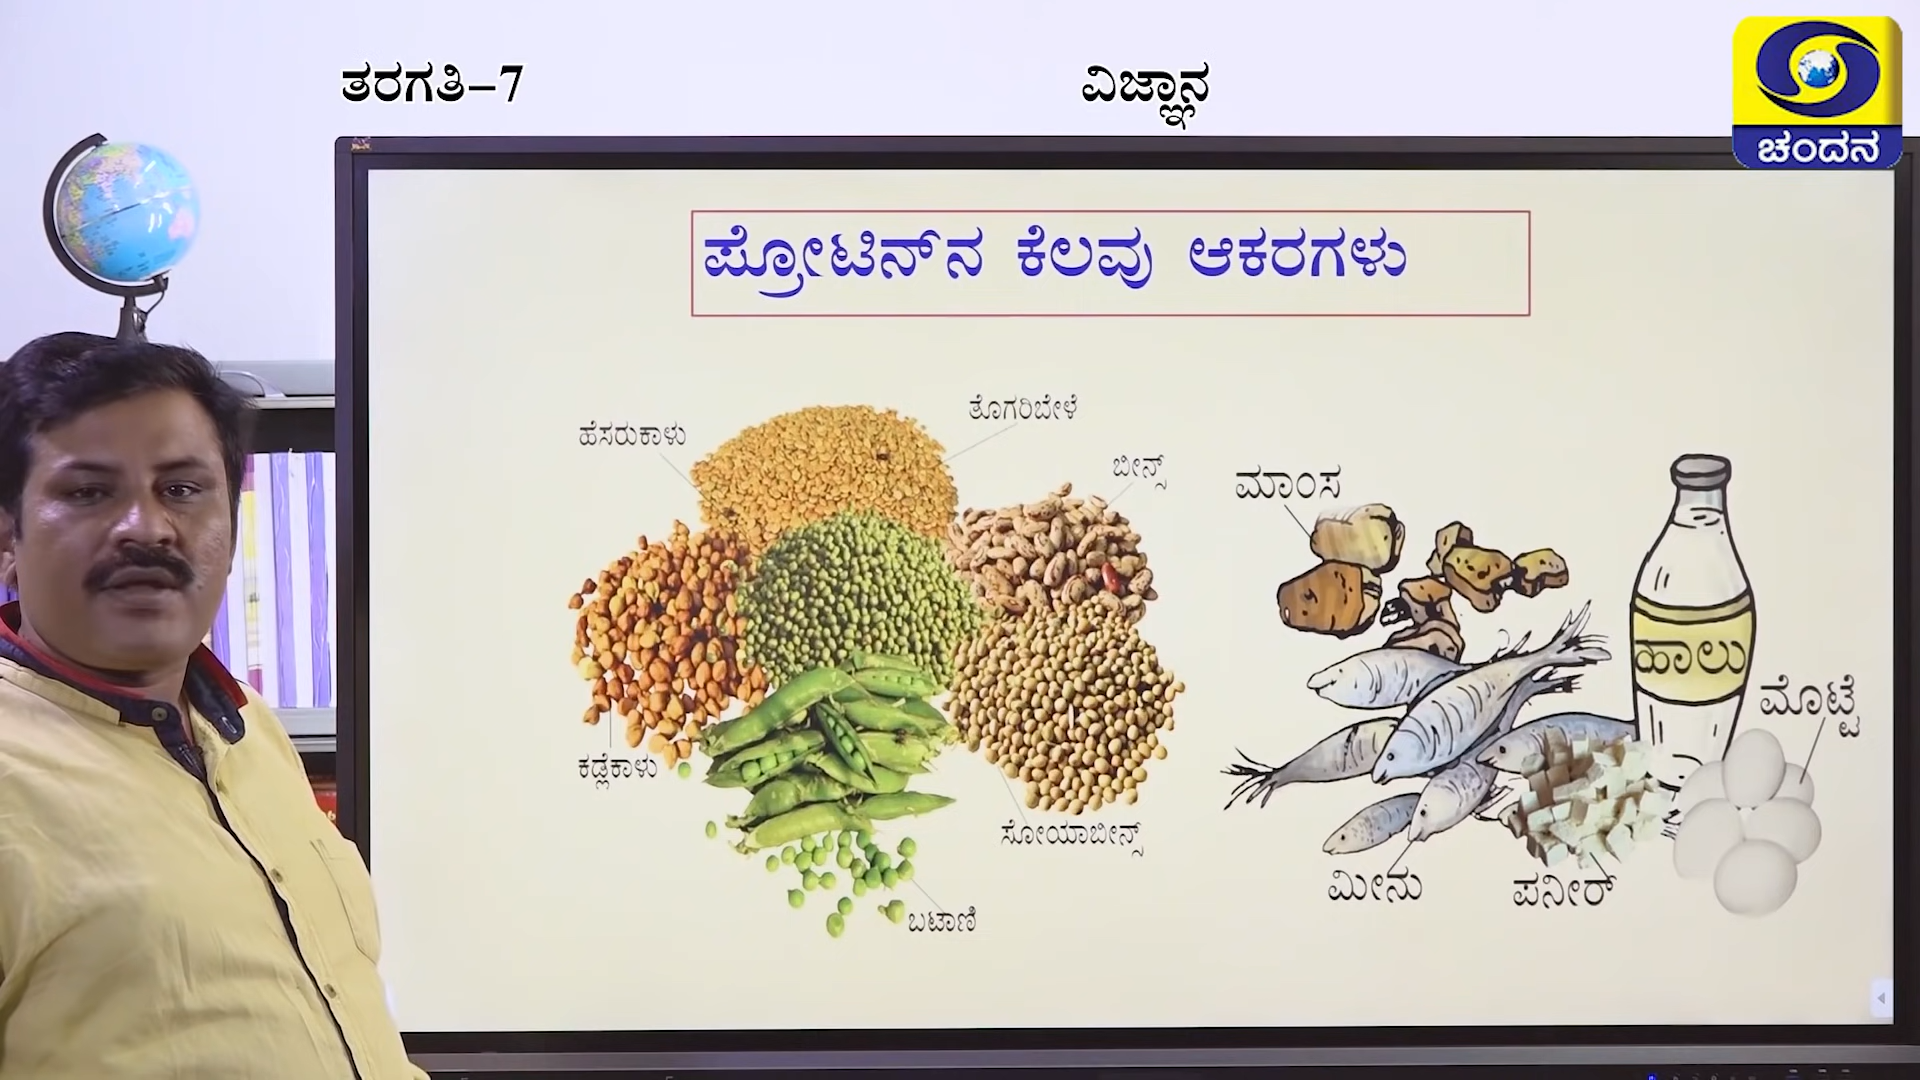 ತರಗತಿ–7
ವಿಜ್ಞಾನ
ಚಂದನ
ಪ್ರೋಟಿನ್‌ನ ಕೆಲವು ಆಕರಗಳು
ತೊಗರಿಬೇಳೆ
ಹೆಸರುಕಾಳು
ಬೀನ್ಸ್
ಮಾಂಸ
ಹಾಲು
ಮೊಟ್ಟೆ
ಕಡ್ಲೆಕಾಳು
ಸೋಯಾಬೀನ್ಸ್
ಮೀನು
ಪನೀರ್
ಬಟಾಣಿ